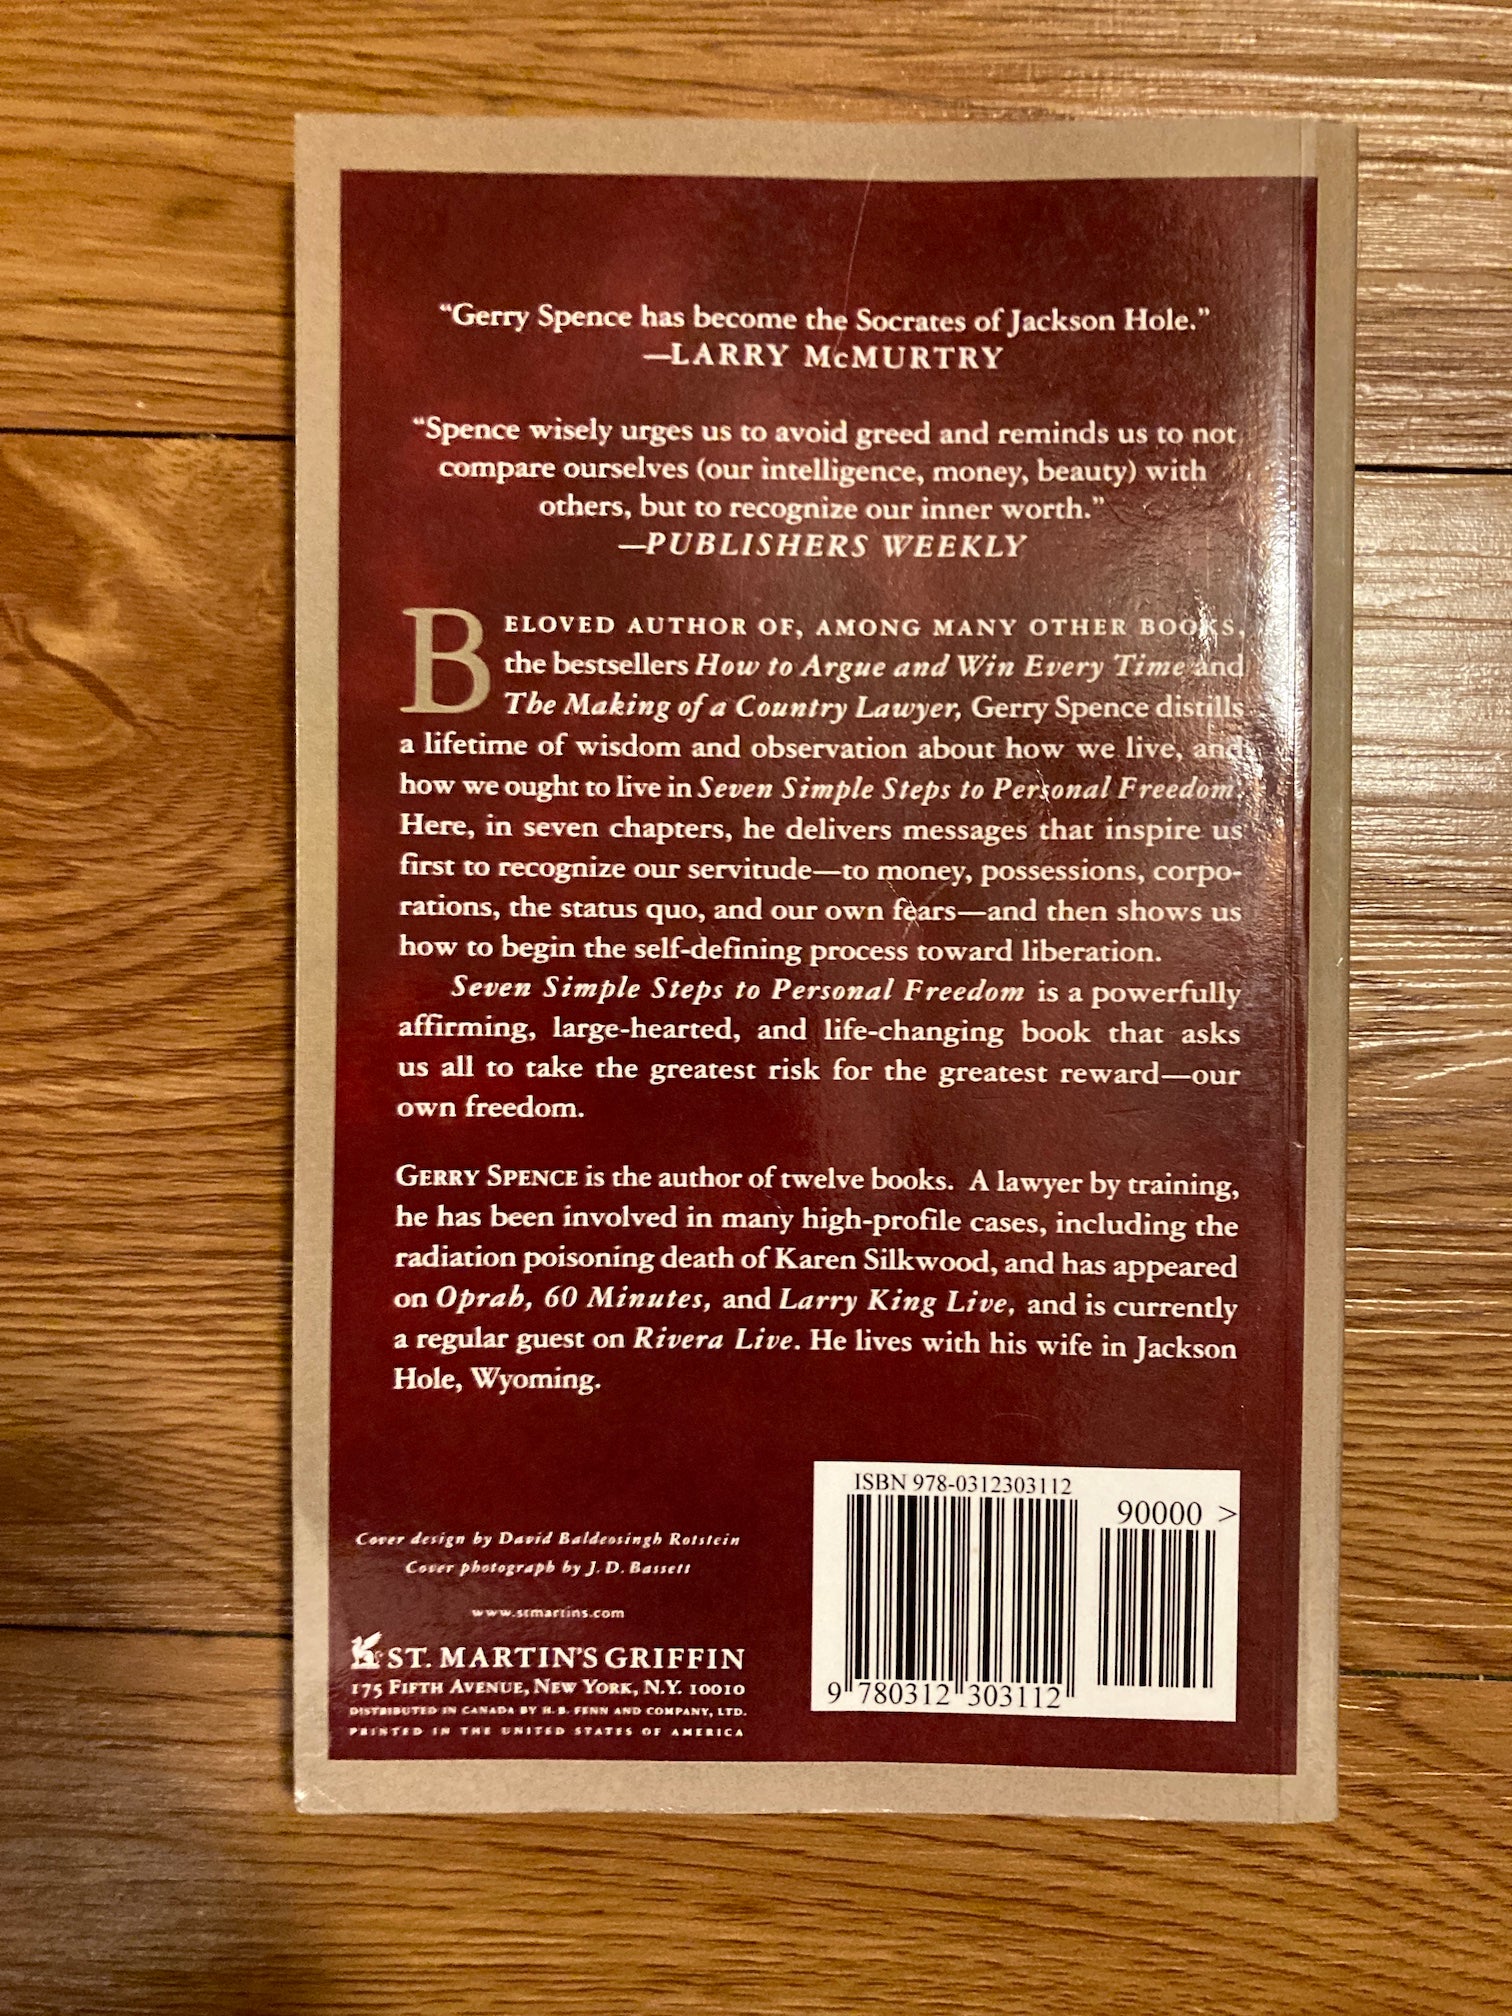 “Gerry Spence has become the Socrates of Jackson Hole.”
—LARRY McMURTRY
“Spence wisely urges us to avoid greed and reminds us to not
compare ourselves (our intelligence, money, beauty) with
others, but to recognize our inner worth.”
—PUBLISHERS WEEKLY
BELOVED AUTHOR OF, AMONG MANY OTHER BOOKS,
the bestsellers How to Argue and Win Every Time and
The Making of a Country Lawyer, Gerry Spence distills
a lifetime of wisdom and observation about how we live, and
how we ought to live in Seven Simple Steps to Personal Freedom.
Here, in seven chapters, he delivers messages that inspire us
first to recognize our servitude—to money, possessions, corpo-
rations, the status quo, and our own fears—and then shows us
how to begin the self-defining process toward liberation.
Seven Simple Steps to Personal Freedom is a powerfully
affirming, large-hearted, and life-changing book that asks
us all to take the greatest risk for the greatest reward—our
own freedom.
GERRY SPENCE is the author of twelve books. A lawyer by training,
he has been involved in many high-profile cases, including the
radiation poisoning death of Karen Silkwood, and has appeared
on Oprah, 60 Minutes, and Larry King Live, and is currently
a regular guest on Rivera Live. He lives with his wife in Jackson
Hole, Wyoming.
ISBN 978-0312303112
90000 >
9 780312 303112
Cover design by David Baldeosingh Rotstein
Cover photograph by J. D. Bassett
www.stmartins.com
ST. MARTIN'S GRIFFIN
175 FIFTH AVENUE, NEW YORK, N.Y. 10010
DISTRIBUTED IN CANADA BY H. B. FENN AND COMPANY, LTD.
PRINTED IN THE UNITED STATES OF AMERICA